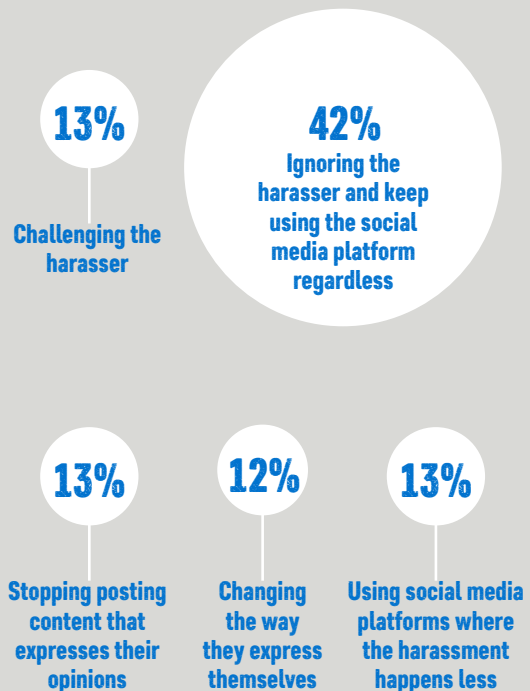 13%
Challenging the
harasser
42%
Ignoring the
harasser and keep
using the social
media platform
regardless
13%
Stopping posting
content that
expresses their
opinions
12%
Changing
the way
they express
themselves
13%
Using social media
platforms where
the harassment
happens less